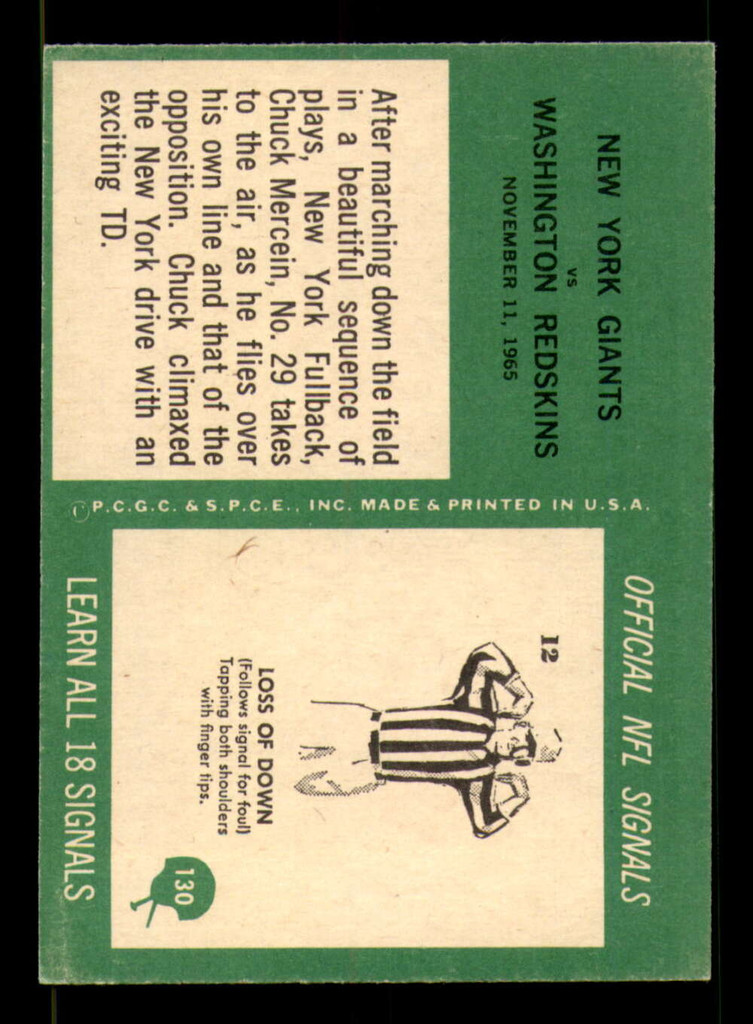 NEW YORK GIANTS
vs
WASHINGTON REDSKINS
NOVEMBER 11, 1965
After marching down the field
in a beautiful sequence of
plays, New York Fullback,
Chuck Mercein, No. 29 takes
to the air, as he flies over
his own line and that of the
opposition. Chuck climaxed
the New York drive with an
exciting TD.
©P.C.G.C. & S.P.C.E., INC. MADE & PRINTED IN U.S.A.
OFFICIAL NFL SIGNALS
12
LOSS OF DOWN
(Follows signal for foul)
Tapping both shoulders
with finger tips.
130
LEARN ALL 18 SIGNALS